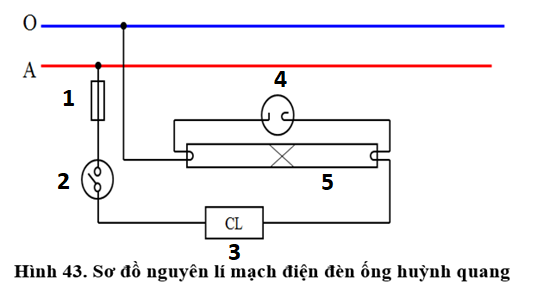 O
A
1
4
2
5
CL
3
Hình 43. Sơ đồ nguyên lí mạch điện đèn ống huỳnh quang